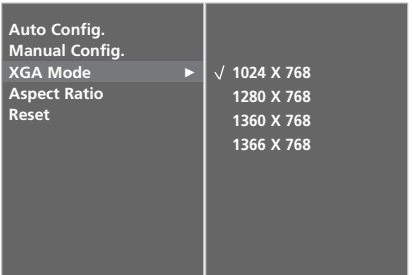 Auto Config.
Manual Config.
XGA Mode ►
Aspect Ratio
Reset
√ 1024 X 768
1280 X 768
1360 X 768
1366 X 768